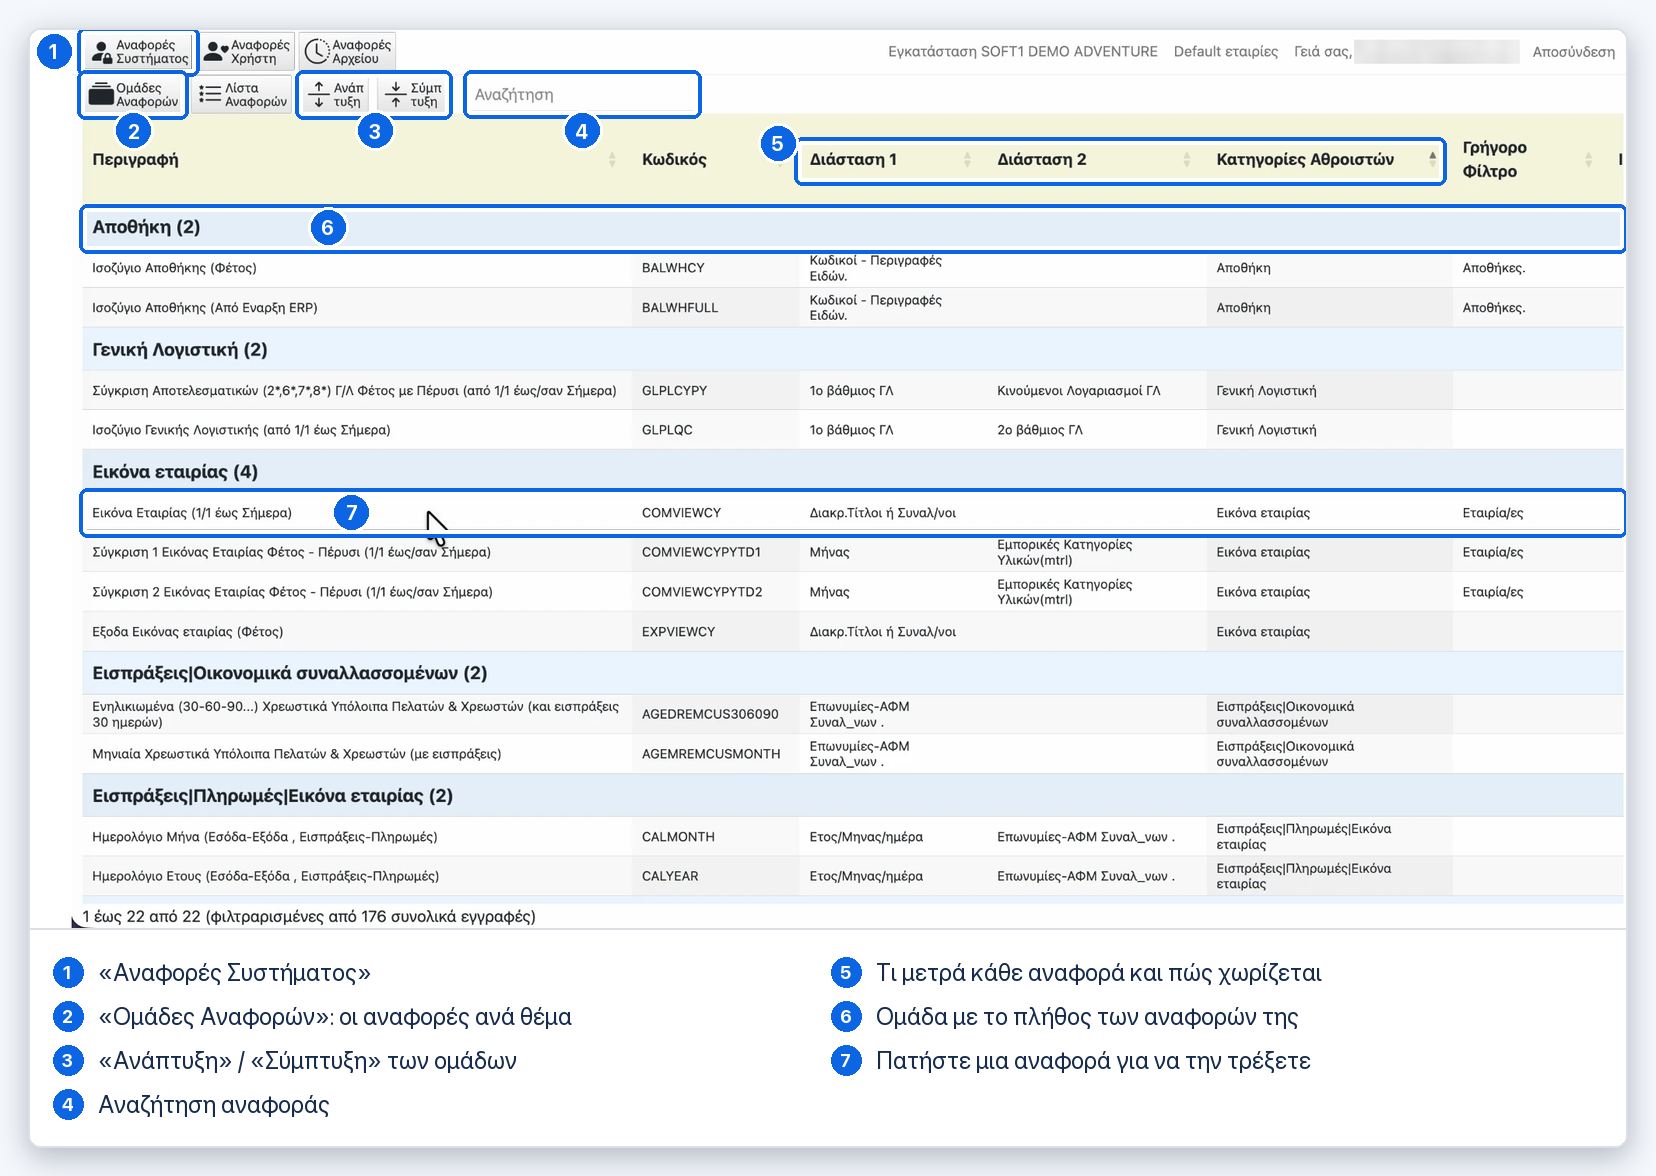 1 Αναφορές Συστήματος Αναφορές Χρήστη Αναφορές Αρχείου Εγκατάσταση SOFT1 DEMO ADVENTURE Default εταιρίες Γειά σας, Αποσύνδεση
Ομάδες Αναφορών Λίστα Αναφορών Ανάπτυξη Σύμπτυξη Αναζήτηση
2 3 4 5
Περιγραφή Κωδικός Διάσταση 1 Διάσταση 2 Κατηγορίες Αθροιστών Γρήγορο Φίλτρο
Αποθήκη (2) 6
Ισοζύγιο Αποθήκης (Φέτος) BALWHCY Κωδικοί - Περιγραφές Ειδών. Αποθήκη Αποθήκες.
Ισοζύγιο Αποθήκης (Από Εναρξη ERP) BALWHFULL Κωδικοί - Περιγραφές Ειδών. Αποθήκη Αποθήκες.
Γενική Λογιστική (2)
Σύγκριση Αποτελεσματικών (2*,6*,7*,8*) Γ/Λ Φέτος με Πέρυσι (από 1/1 έως/σαν Σήμερα) GLPLCYPY 1ο βάθμιος ΓΛ Κινούμενοι Λογαριασμοί ΓΛ Γενική Λογιστική
Ισοζύγιο Γενικής Λογιστικής (από 1/1 έως Σήμερα) GLPLQC 1ο βάθμιος ΓΛ 2ο βάθμιος ΓΛ Γενική Λογιστική
Εικόνα εταιρίας (4)
Εικόνα Εταιρίας (1/1 έως Σήμερα) 7 COMVIEWCY Διακρ.Τίτλοι ή Συναλ/νοι Εικόνα εταιρίας Εταιρία/ες
Σύγκριση 1 Εικόνας Εταιρίας Φέτος - Πέρυσι (1/1 έως/σαν Σήμερα) COMVIEWCYPYTD1 Μήνας Εμπορικές Κατηγορίες Υλικών(mtrl) Εικόνα εταιρίας Εταιρία/ες
Σύγκριση 2 Εικόνας Εταιρίας Φέτος - Πέρυσι (1/1 έως/σαν Σήμερα) COMVIEWCYPYTD2 Μήνας Εμπορικές Κατηγορίες Υλικών(mtrl) Εικόνα εταιρίας Εταιρία/ες
Εξοδα Εικόνας εταιρίας (Φέτος) EXPVIEWCY Διακρ.Τίτλοι ή Συναλ/νοι Εικόνα εταιρίας
Εισπράξεις|Οικονομικά συναλλασσομένων (2)
Ενηλικιωμένα (30-60-90...) Χρεωστικά Υπόλοιπα Πελατών & Χρεωστών (και εισπράξεις 30 ημερών) AGEDREMCUS306090 Επωνυμίες-ΑΦΜ Συναλ_νων . Εισπράξεις|Οικονομικά συναλλασσομένων
Μηνιαία Χρεωστικά Υπόλοιπα Πελατών & Χρεωστών (με εισπράξεις) AGEMREMCUSMONTH Επωνυμίες-ΑΦΜ Συναλ_νων . Εισπράξεις|Οικονομικά συναλλασσομένων
Εισπράξεις|Πληρωμές|Εικόνα εταιρίας (2)
Ημερολόγιο Μήνα (Εσόδα-Εξόδα , Εισπράξεις-Πληρωμές) CALMONTH Ετος/Μηνας/ημέρα Επωνυμίες-ΑΦΜ Συναλ_νων . Εισπράξεις|Πληρωμές|Εικόνα εταιρίας
Ημερολόγιο Ετους (Εσόδα-Εξόδα , Εισπράξεις-Πληρωμές) CALYEAR Ετος/Μηνας/ημέρα Επωνυμίες-ΑΦΜ Συναλ_νων . Εισπράξεις|Πληρωμές|Εικόνα εταιρίας
1 έως 22 από 22 (φιλτραρισμένες από 176 συνολικά εγγραφές)
1 «Αναφορές Συστήματος»
2 «Ομάδες Αναφορών»: οι αναφορές ανά θέμα
3 «Ανάπτυξη» / «Σύμπτυξη» των ομάδων
4 Αναζήτηση αναφοράς
5 Τι μετρά κάθε αναφορά και πώς χωρίζεται
6 Ομάδα με το πλήθος των αναφορών της
7 Πατήστε μια αναφορά για να την τρέξετε